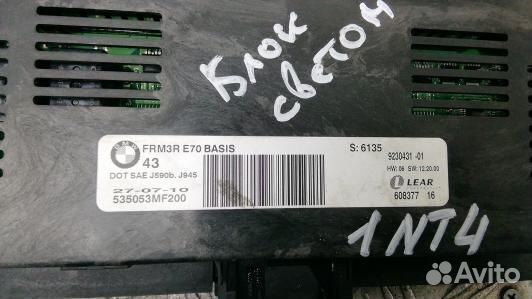 Блок
светом
BMW
FRM3R E70 BASIS
43
S: 6135
9230431 -01
DOT SAE J590b. J945
HW: 06 SW: 12.20.00
27-07-10
LEAR
535053MF200
608377 16
1NT4
Avito